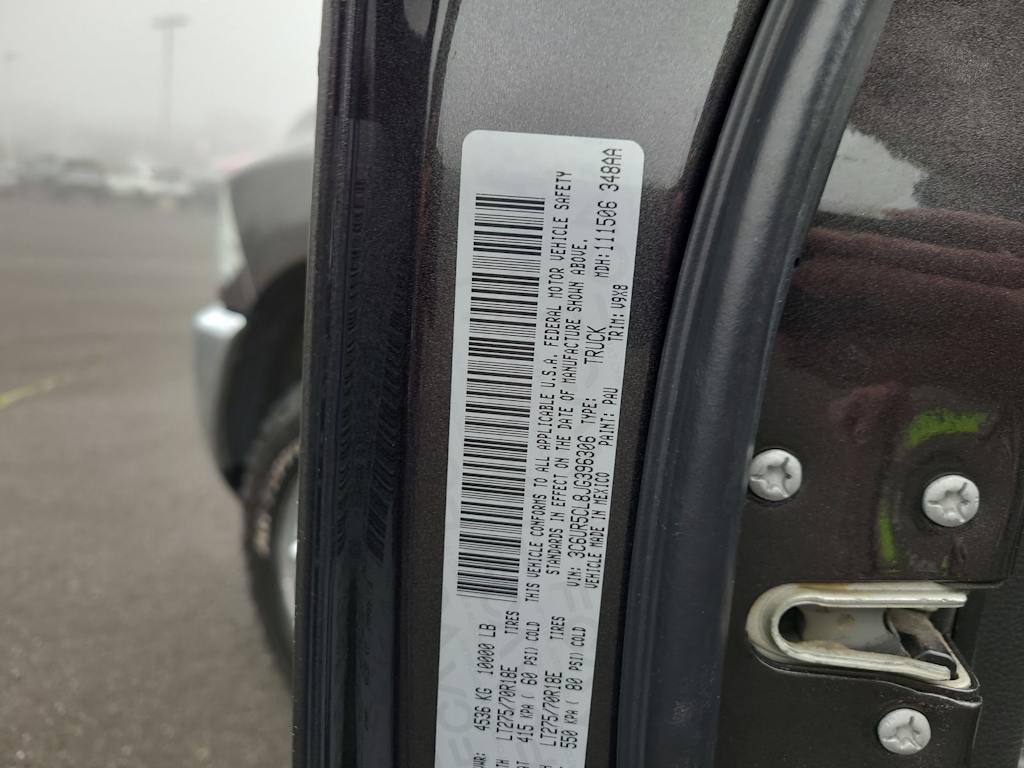 4536 KG 10000 LB
LT275/70R18E TIRES
415 KPA ( 60 PSI) COLD
LT275/70R18E TIRES
550 KPA ( 80 PSI) COLD
THIS VEHICLE CONFORMS TO ALL APPLICABLE U.S.A. FEDERAL MOTOR VEHICLE SAFETY
STANDARDS IN EFFECT ON THE DATE OF MANUFACTURE SHOWN ABOVE.
VIN: 3C6UR5CL8JG396306 TYPE: TRUCK MDH:111506 348AA
VEHICLE MADE IN MEXICO PAINT: PAU TRIM: V9X8